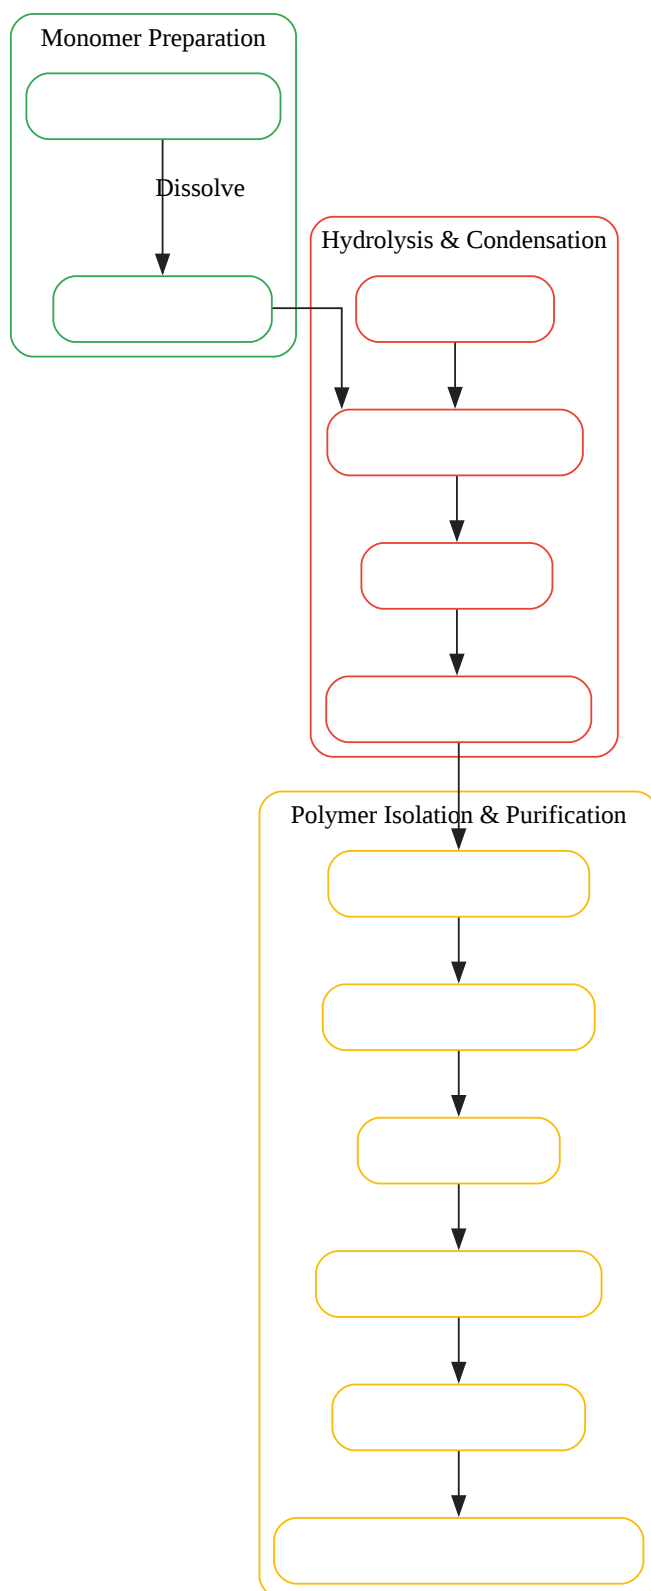 Monomer Preparation
Dissolve
Hydrolysis & Condensation
Polymer Isolation & Purification